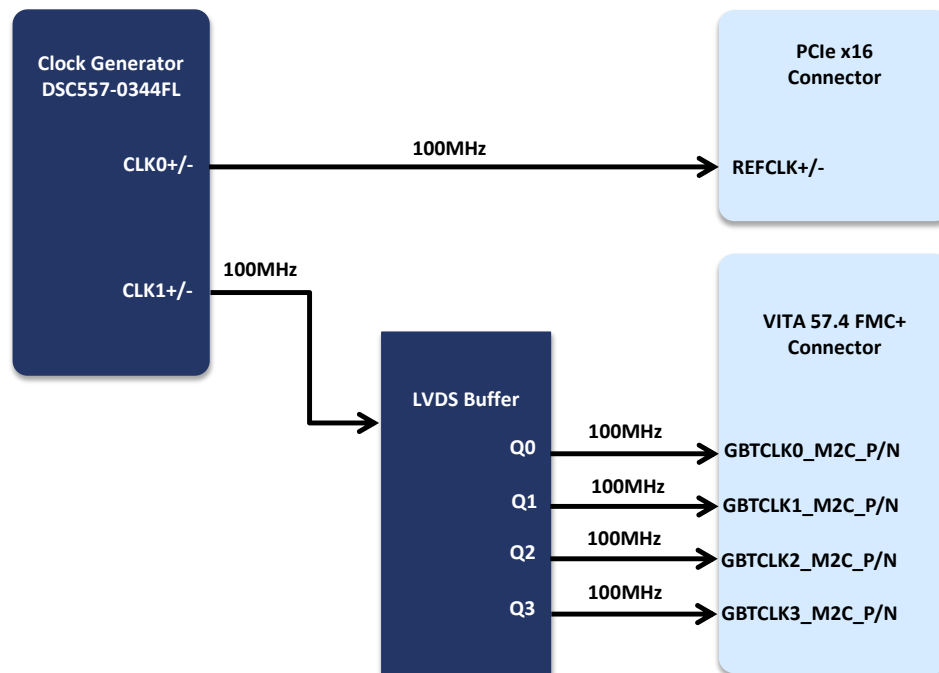 Clock Generator
DSC557-0344FL
CLK0+/-
CLK1+/-
100MHz
100MHz
PCIe x16
Connector
REFCLK+/-
LVDS Buffer
Q0
Q1
Q2
Q3
100MHz
100MHz
100MHz
100MHz
VITA 57.4 FMC+
Connector
GBTCLK0_M2C_P/N
GBTCLK1_M2C_P/N
GBTCLK2_M2C_P/N
GBTCLK3_M2C_P/N